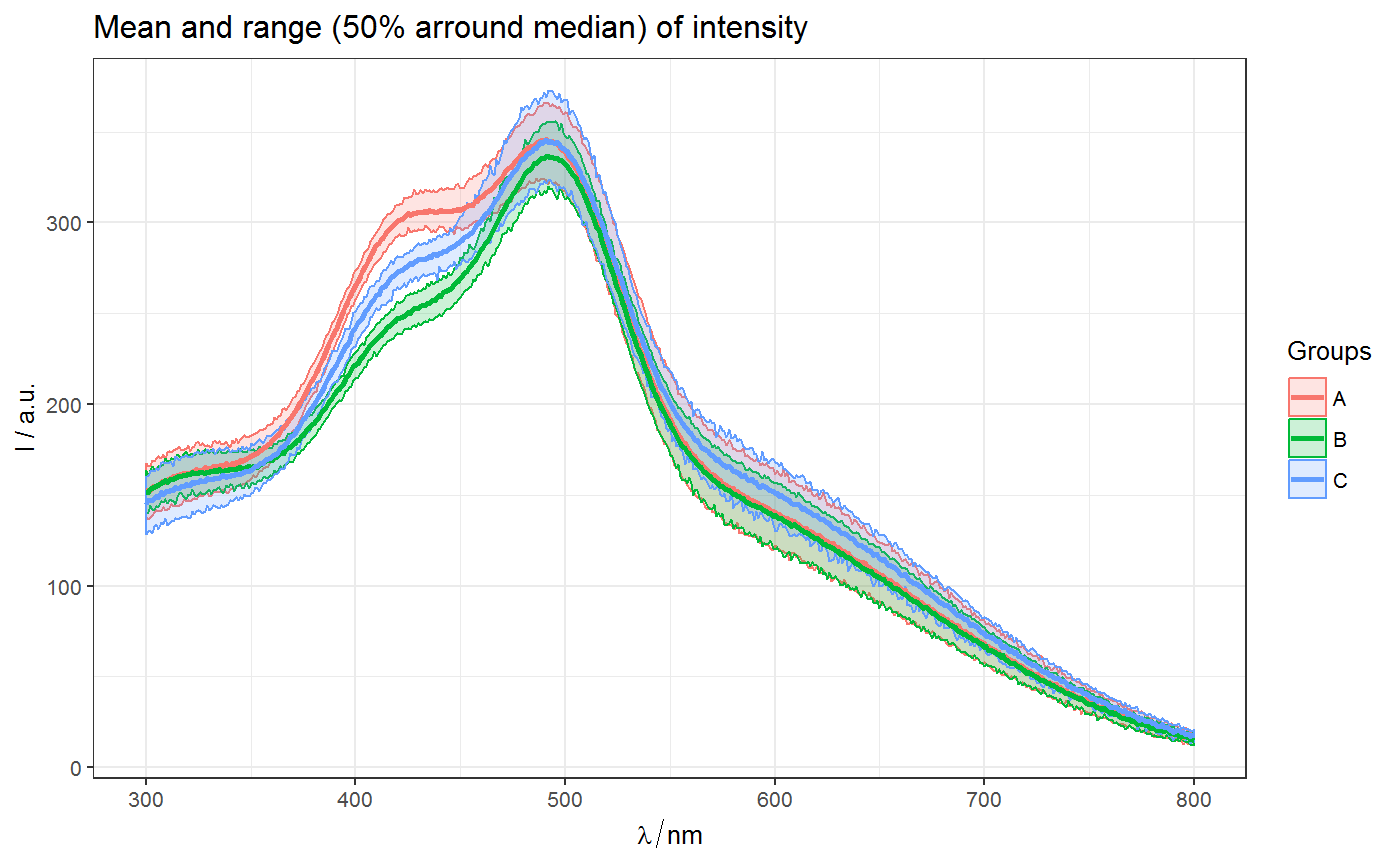 Mean and range (50% arround median) of intensity
I / a.u.
300
200
100
0
300 400 500 600 700 800
λ/nm
Groups
A
B
C